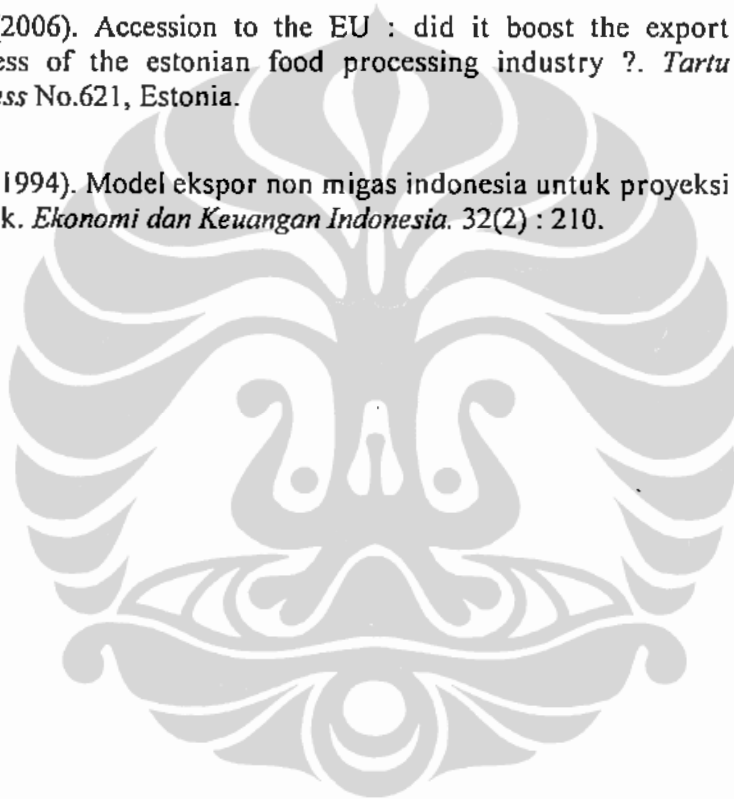 2006). Accession to the EU : did it boost the export
ess of the estonian food processing industry ?. Tartu
ess No.621, Estonia.
1994). Model ekspor non migas indonesia untuk proyeksi
k. Ekonomi dan Keuangan Indonesia. 32(2) : 210.